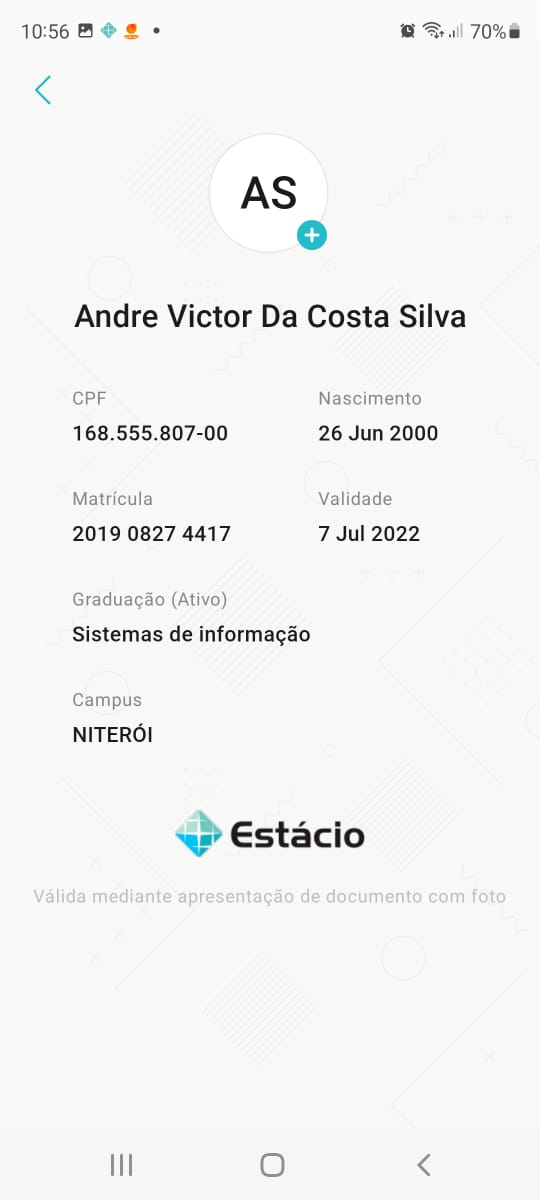 10:56
70%
AS
Andre Victor Da Costa Silva
CPF
Nascimento
168.555.807-00
26 Jun 2000
Matrícula
Validade
2019 0827 4417
7 Jul 2022
Graduação (Ativo)
Sistemas de informação
Campus
NITERÓI
Estácio
Válida mediante apresentação de documento com foto